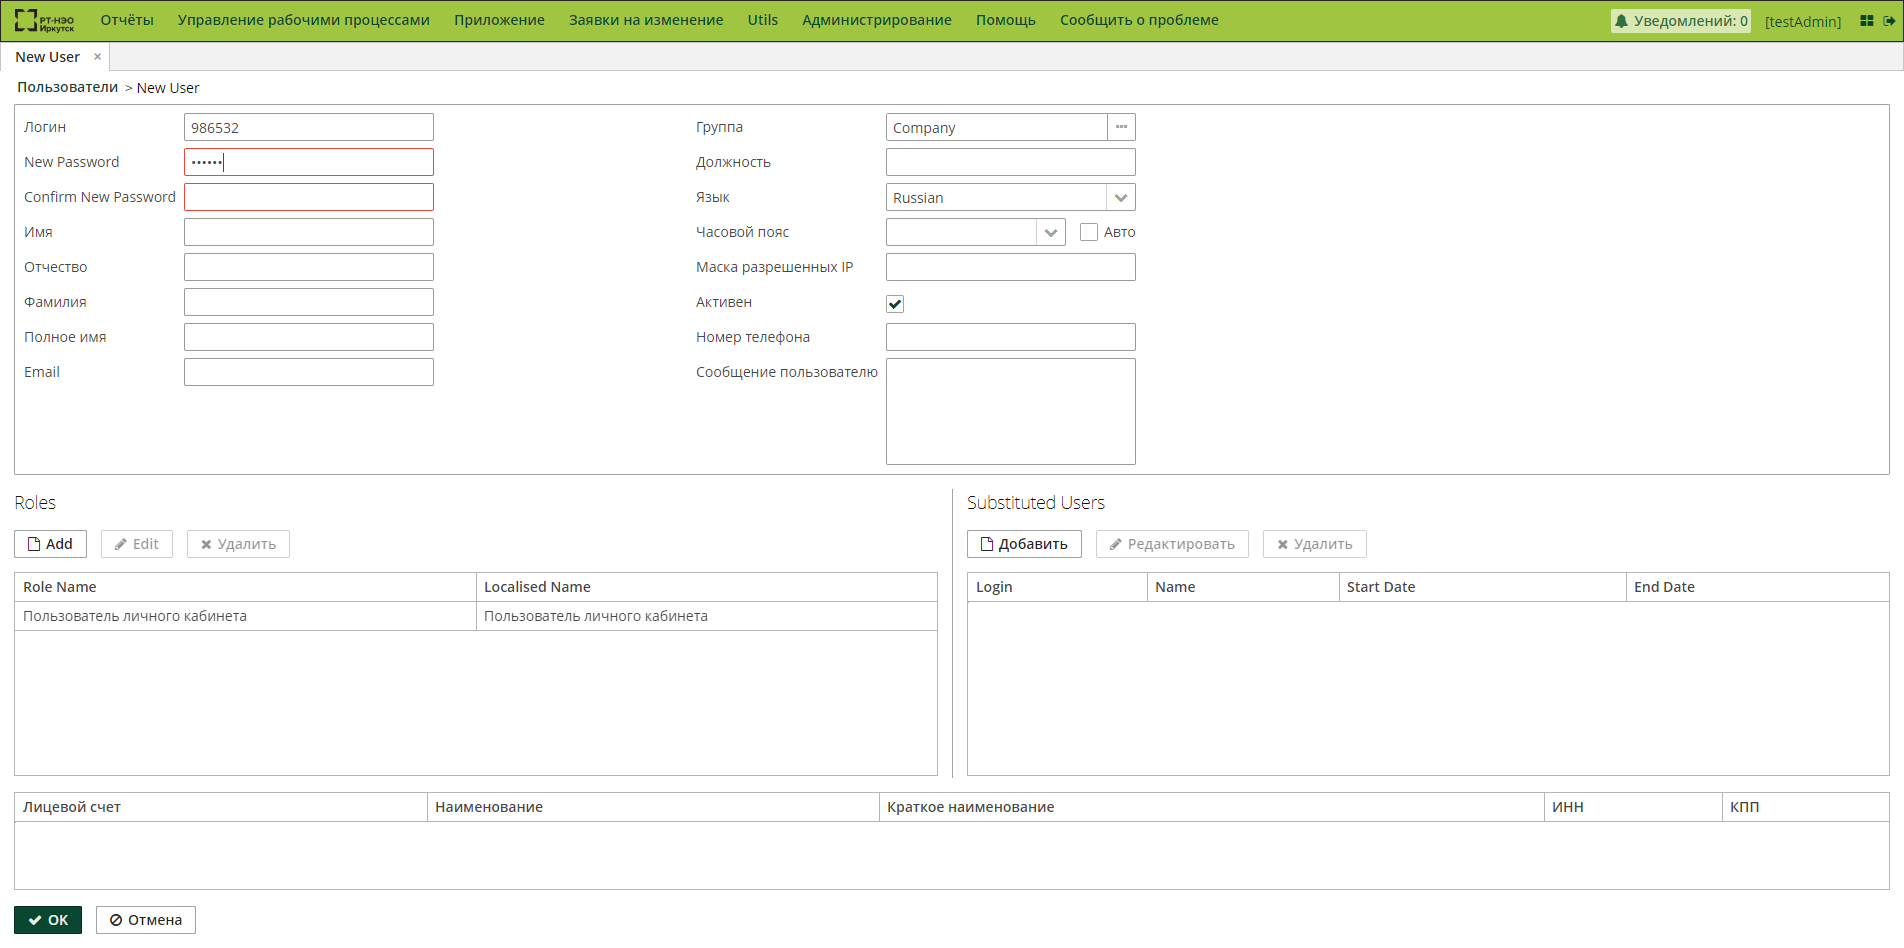 РТ-НЭО Иркутск Отчёты Управление рабочими процессами Приложение Заявки на изменение Utils Администрирование Помощь Сообщить о проблеме Уведомлений: 0 [testAdmin]
New User ×
Пользователи > New User
Логин 986532 Группа Company ...
New Password •••••• Должность
Confirm New Password Язык Russian
Имя Часовой пояс Авто
Отчество Маска разрешенных IP
Фамилия Активен
Полное имя Номер телефона
Email Сообщение пользователю
Roles Substituted Users
Add Edit Удалить Добавить Редактировать Удалить
Role Name Localised Name Login Name Start Date End Date
Пользователь личного кабинета Пользователь личного кабинета
Лицевой счет Наименование Краткое наименование ИНН КПП
OK Отмена